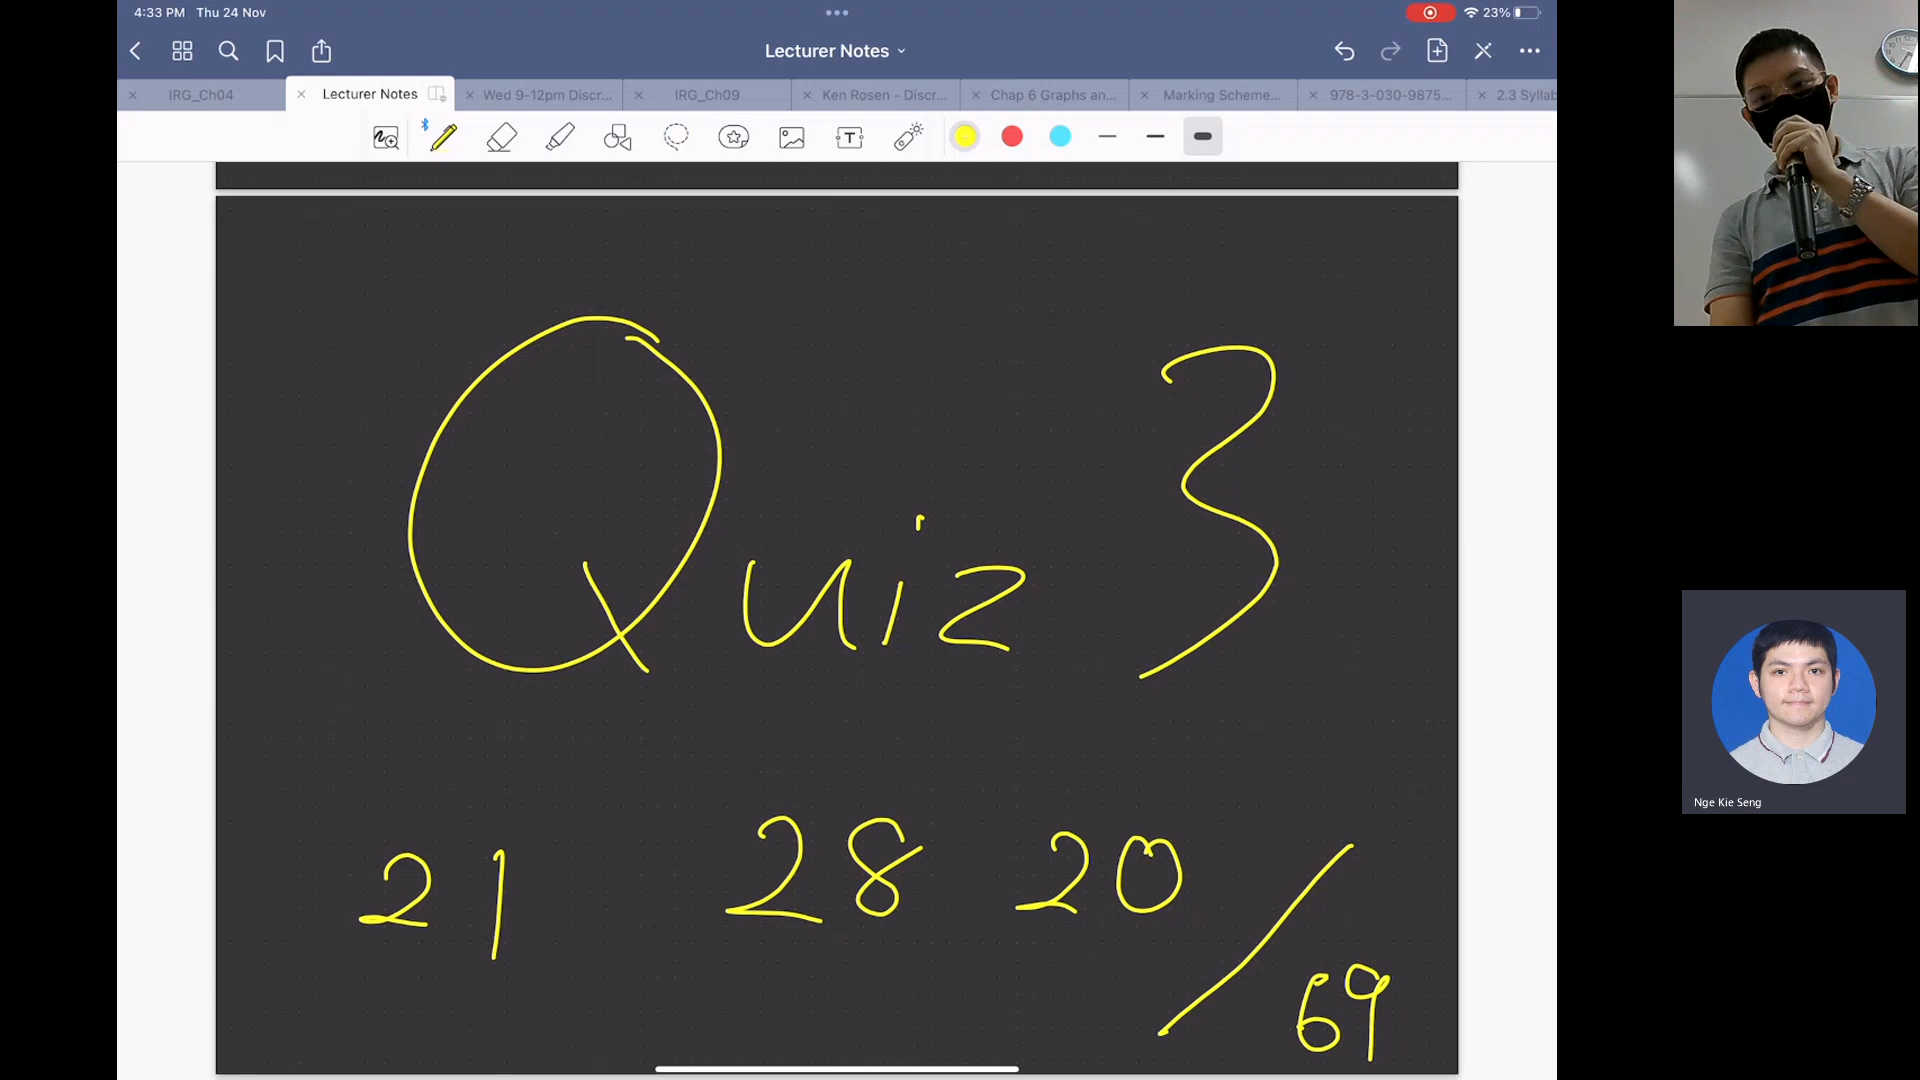 4:33 PM Thu 24 Nov
23%
Lecturer Notes
IRG_Ch04
Lecturer Notes
Wed 9-12pm Discr...
IRG_Ch09
Ken Rosen - Discr...
Chap 6 Graphs an...
Marking Scheme...
978-3-030-9875...
2.3 Syllab
T
Quiz 3
21 28 20 / 69
Nge Kie Seng